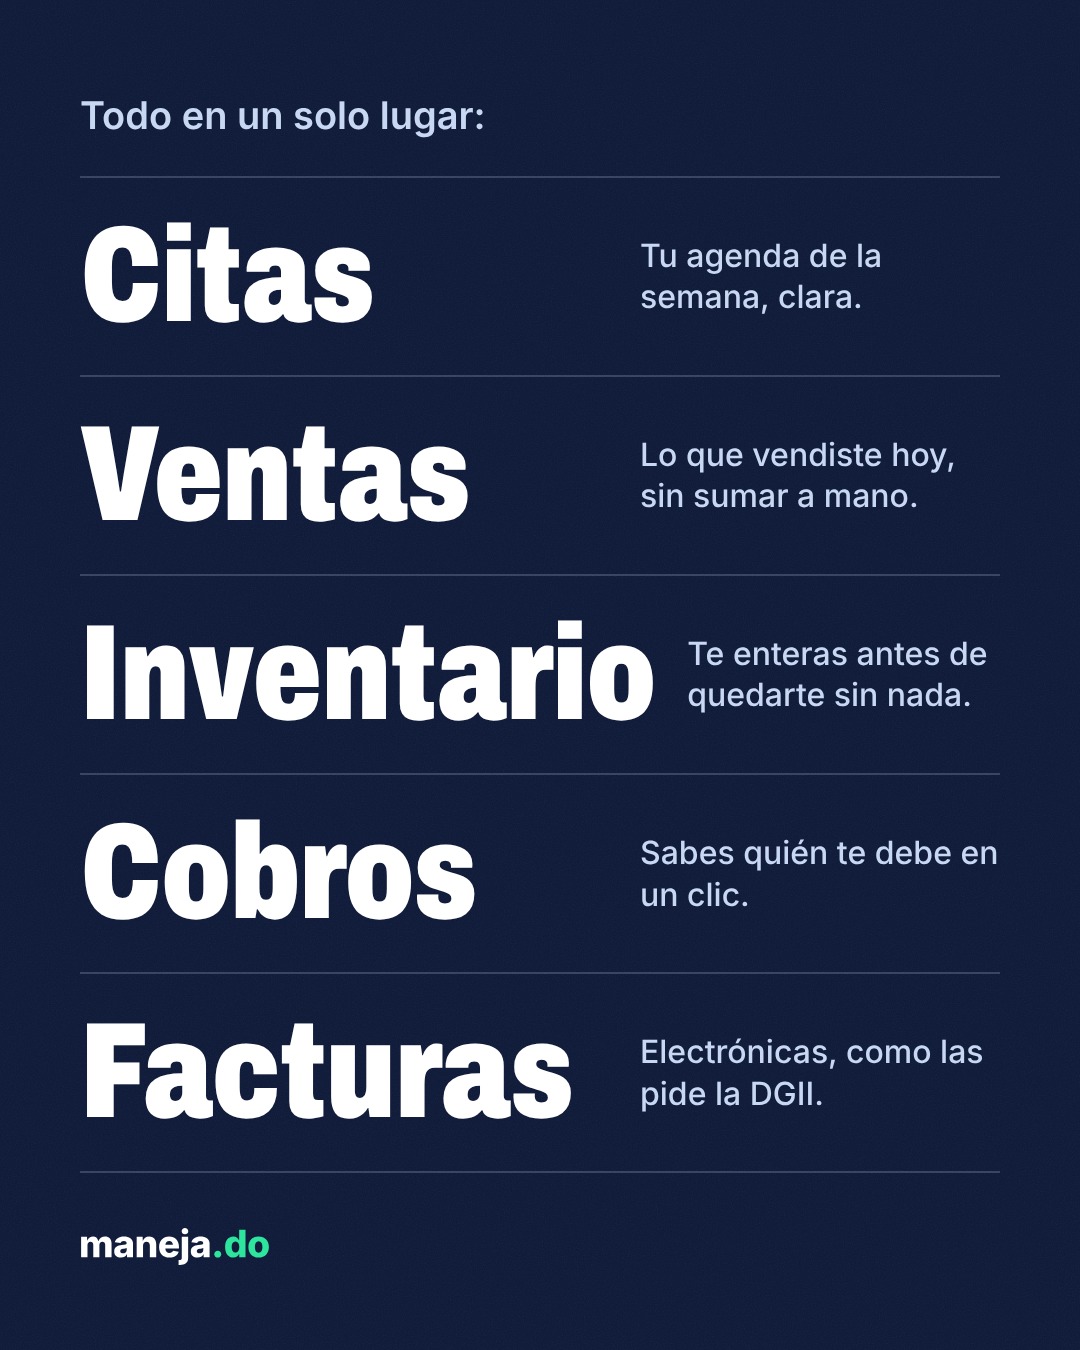 Todo en un solo lugar:
Citas
Tu agenda de la
semana, clara.
Ventas
Lo que vendiste hoy,
sin sumar a mano.
Inventario
Te enteras antes de
quedarte sin nada.
Cobros
Sabes quién te debe en
un clic.
Facturas
Electrónicas, como las
pide la DGII.
maneja.do